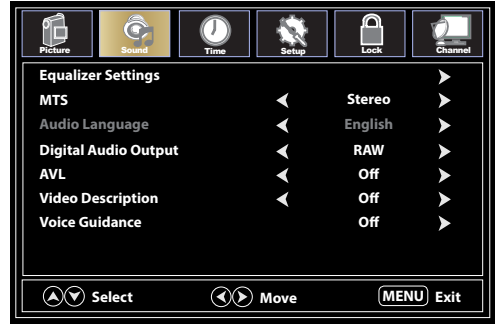 Picture Sound Time Setup Lock Channel
Equalizer Settings
MTS Stereo
Audio Language English
Digital Audio Output RAW
AVL Off
Video Description Off
Voice Guidance Off
Select Move MENU Exit